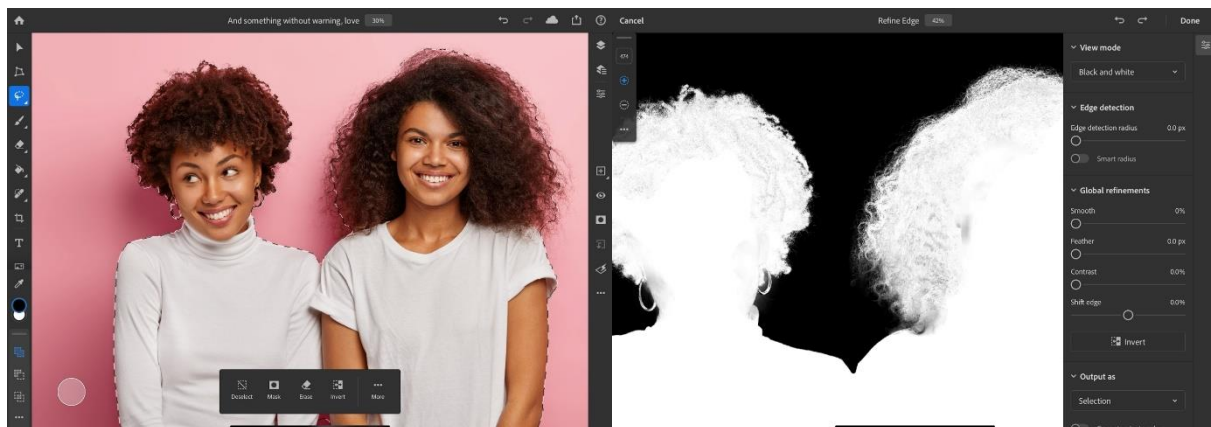 And something without warning, love 30%
Deselect Mask Erase Invert More
Cancel Refine Edge 42% Done
474
View mode
Black and white
Edge detection
Edge detection radius 0.0 px
Smart radius
Global refinements
Smooth 0%
Feather 0.0 px
Contrast 0.0%
Shift edge 0.0%
Invert
Output as
Selection